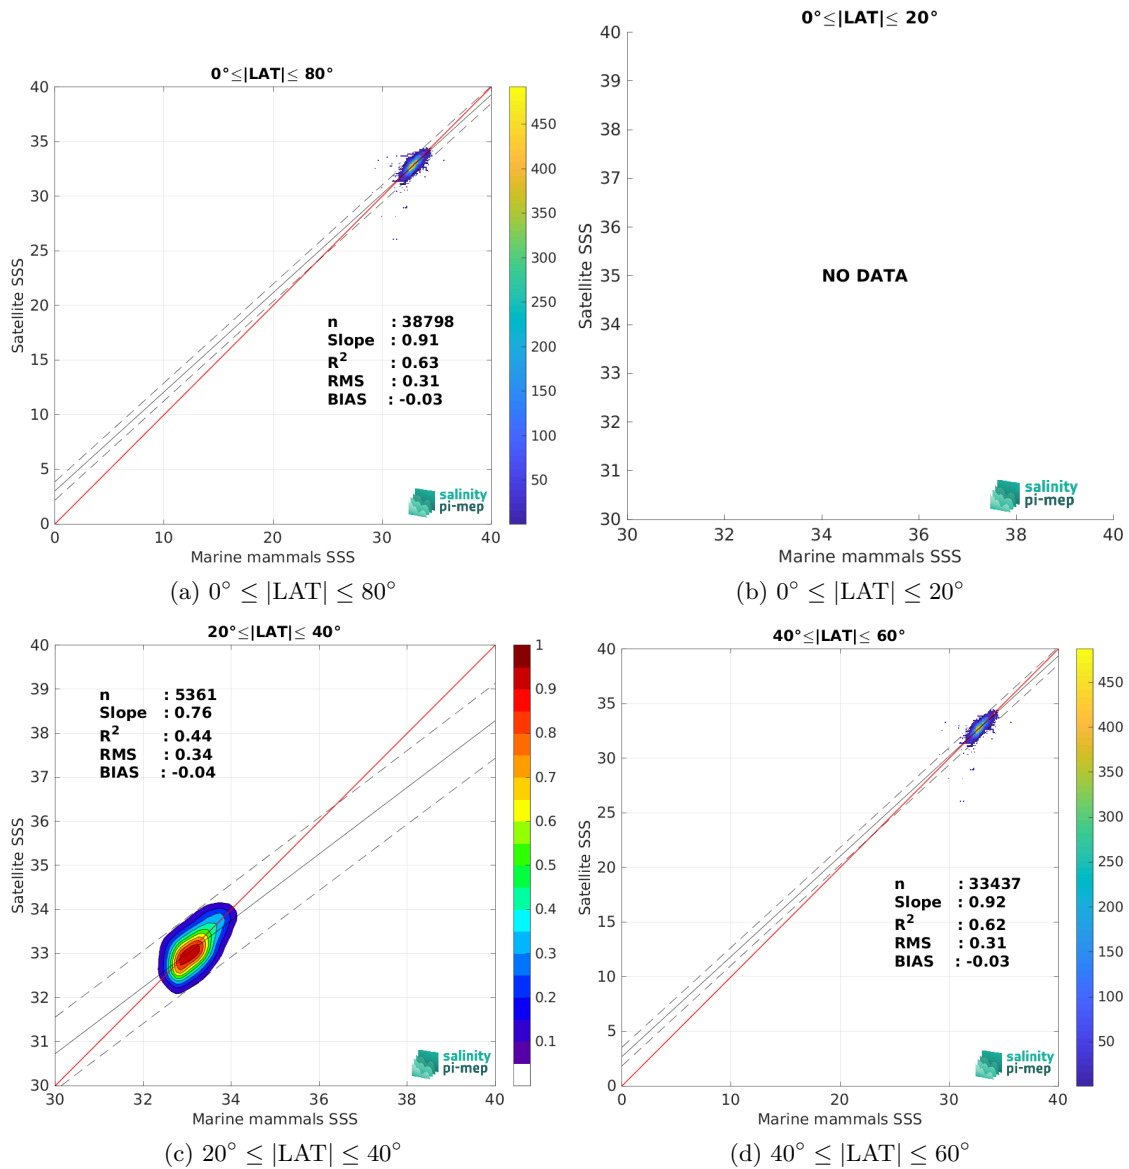 0°≤|LAT|≤ 80°
40
35
30
25
20
15
10
5
0
Satellite SSS
n : 38798
Slope : 0.91
R² : 0.63
RMS : 0.31
BIAS : -0.03
salinity
pi-mep
0 10 20 30 40
Marine mammals SSS
450
400
350
300
250
200
150
100
50
(a) 0° ≤ |LAT| ≤ 80°
0°≤|LAT|≤ 20°
40
39
38
37
36
35
34
33
32
31
30
Satellite SSS
NO DATA
salinity
pi-mep
30 32 34 36 38 40
Marine mammals SSS
(b) 0° ≤ |LAT| ≤ 20°
20°≤|LAT|≤ 40°
40
39
38
37
36
35
34
33
32
31
30
Satellite SSS
n : 5361
Slope : 0.76
R² : 0.44
RMS : 0.34
BIAS : -0.04
salinity
pi-mep
30 32 34 36 38 40
Marine mammals SSS
1
0.9
0.8
0.7
0.6
0.5
0.4
0.3
0.2
0.1
(c) 20° ≤ |LAT| ≤ 40°
40°≤|LAT|≤ 60°
40
35
30
25
20
15
10
5
0
Satellite SSS
n : 33437
Slope : 0.92
R² : 0.62
RMS : 0.31
BIAS : -0.03
salinity
pi-mep
0 10 20 30 40
Marine mammals SSS
450
400
350
300
250
200
150
100
50
(d) 40° ≤ |LAT| ≤ 60°